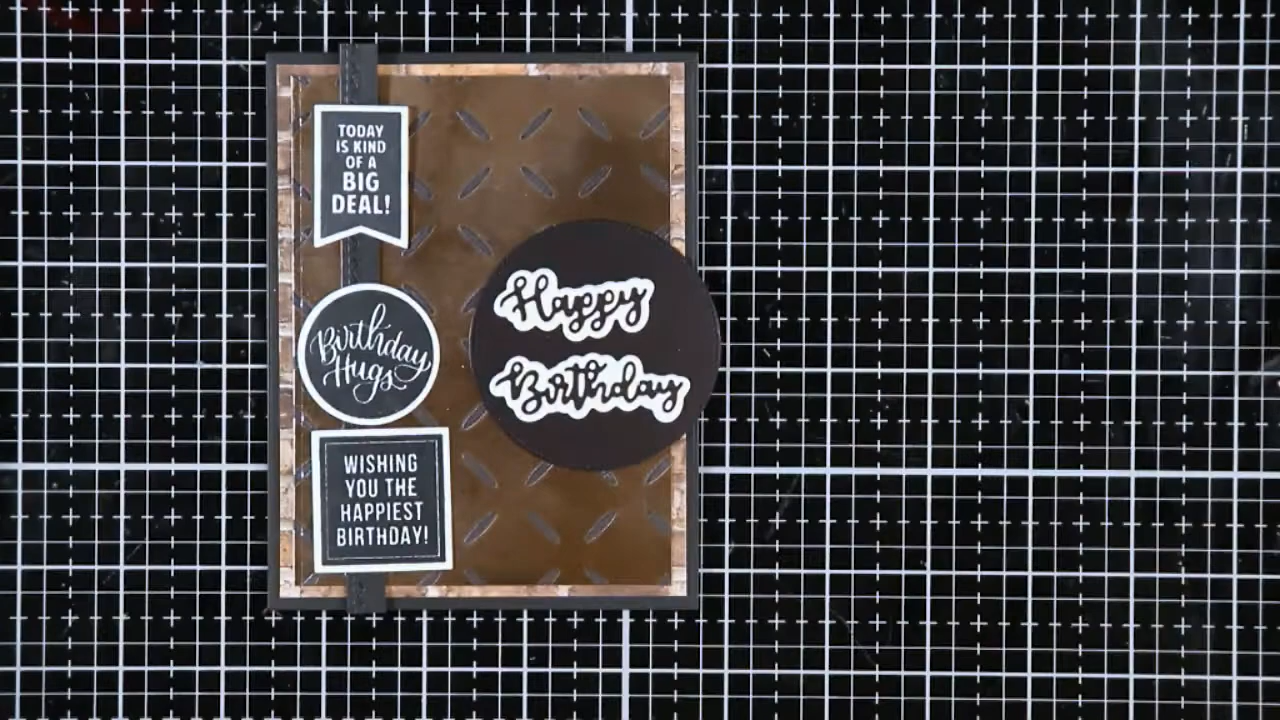 TODAY
IS KIND
OF A
BIG
DEAL!
Birthday
Hugs
WISHING
YOU THE
HAPPIEST
BIRTHDAY!
Happy
Birthday